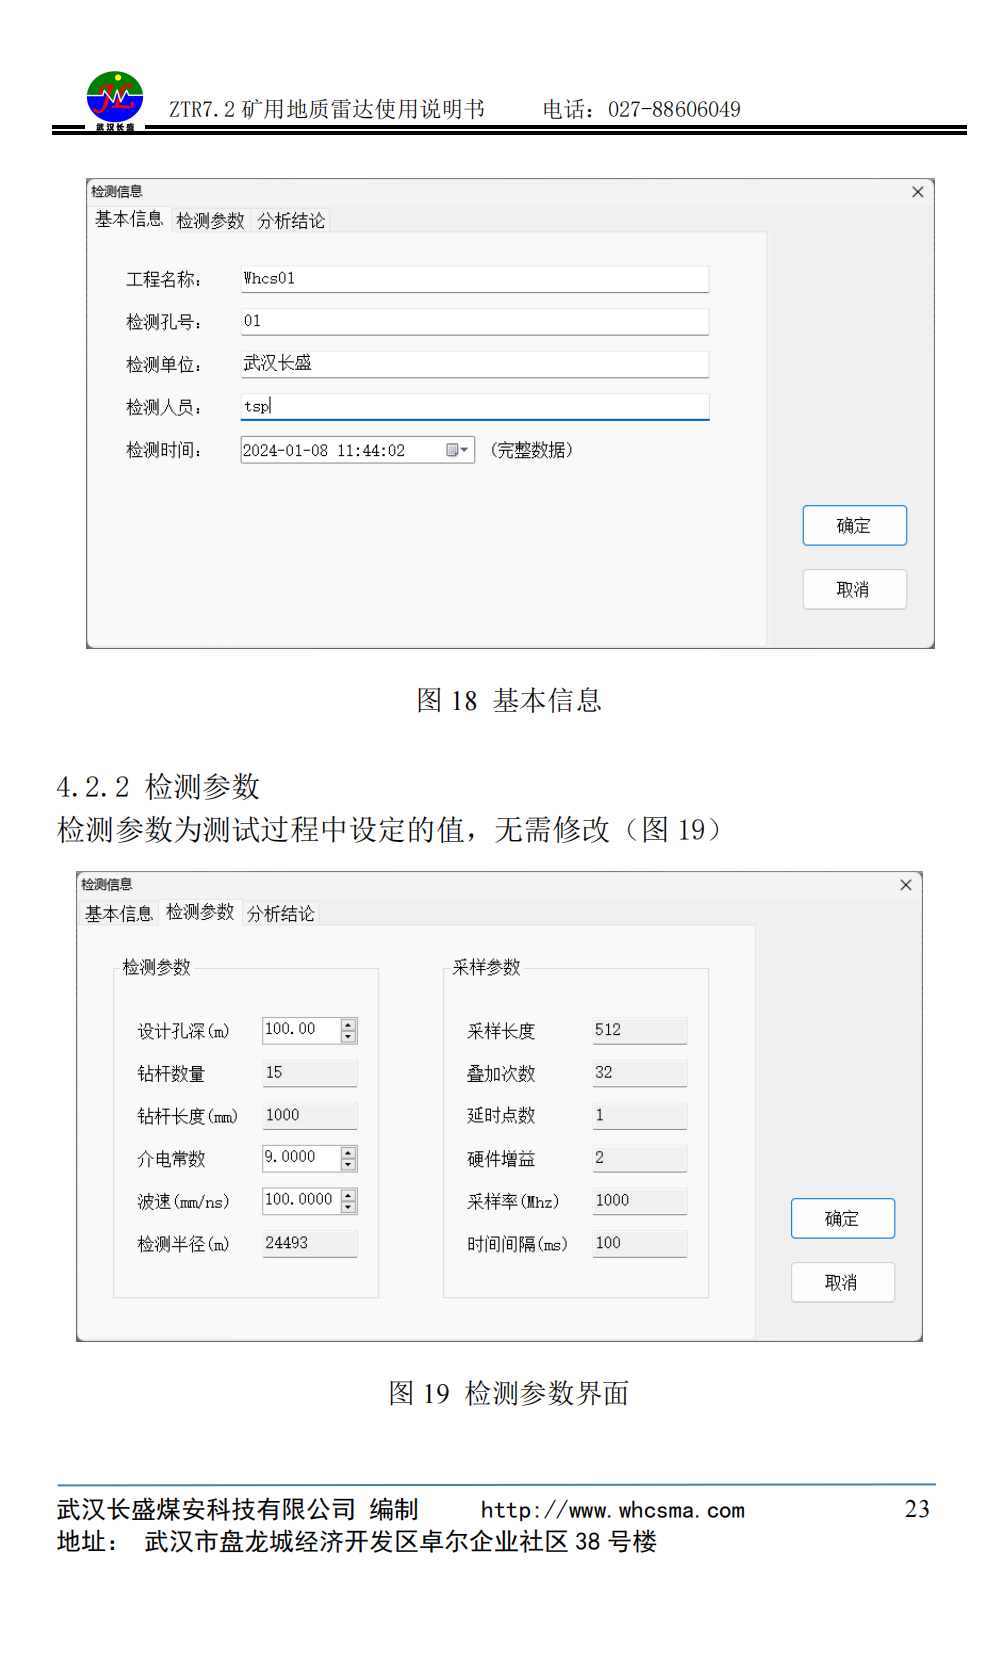 武汉长盛
ZTR7.2矿用地质雷达使用说明书 电话：027-88606049
检测信息
基本信息 检测参数 分析结论
工程名称： Whcs01
检测孔号： 01
检测单位： 武汉长盛
检测人员： tsp
检测时间： 2024-01-08 11:44:02 (完整数据)
确定
取消
图 18 基本信息
4.2.2 检测参数
检测参数为测试过程中设定的值，无需修改（图 19）
检测信息
基本信息 检测参数 分析结论
检测参数 采样参数
设计孔深(m) 100.00 采样长度 512
钻杆数量 15 叠加次数 32
钻杆长度(mm) 1000 延时点数 1
介电常数 9.0000 硬件增益 2
波速(mm/ns) 100.0000 采样率(Mhz) 1000
检测半径(m) 24493 时间间隔(ms) 100
确定
取消
图 19 检测参数界面
武汉长盛煤安科技有限公司 编制 http://www.whcsma.com 23
地址： 武汉市盘龙城经济开发区卓尔企业社区 38 号楼